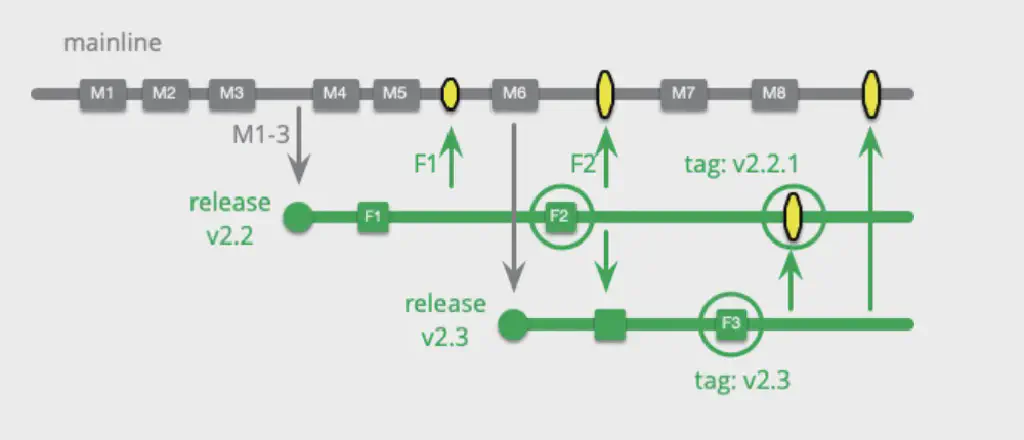 mainline
M1 M2 M3 M4 M5 M6 M7 M8
M1-3
F1
F2
tag: v2.2.1
release
v2.2
F1
F2
release
v2.3
F3
tag: v2.3